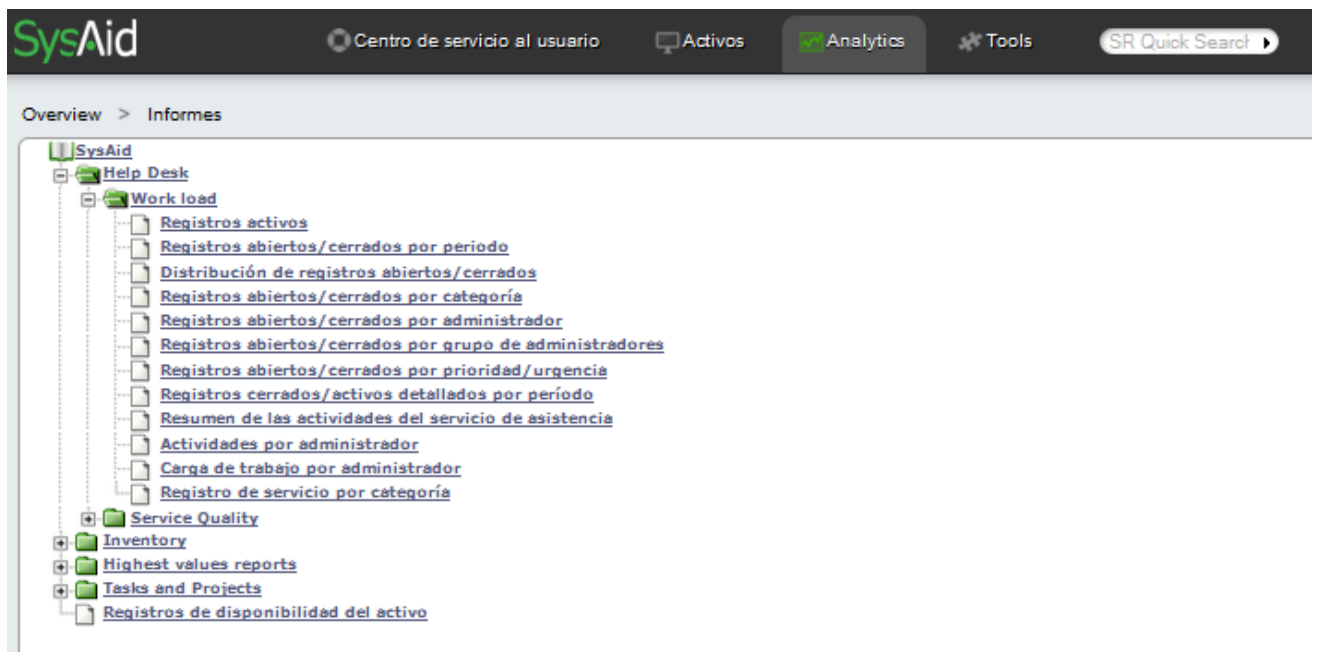 SysAid
Centro de servicio al usuario Activos Analytics Tools SR Quick Search
Overview > Informes
SysAid
Help Desk
Work load
Registros activos
Registros abiertos/cerrados por periodo
Distribución de registros abiertos/cerrados
Registros abiertos/cerrados por categoría
Registros abiertos/cerrados por administrador
Registros abiertos/cerrados por grupo de administradores
Registros abiertos/cerrados por prioridad/urgencia
Registros cerrados/activos detallados por período
Resumen de las actividades del servicio de asistencia
Actividades por administrador
Carga de trabajo por administrador
Registro de servicio por categoría
Service Quality
Inventory
Highest values reports
Tasks and Projects
Registros de disponibilidad del activo